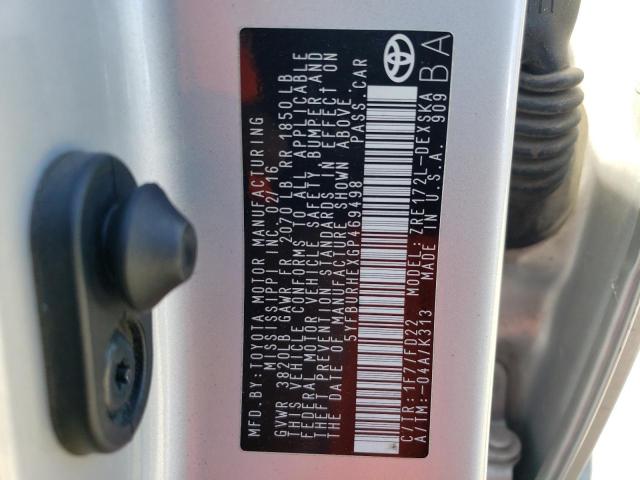 MFD.BY:TOYOTA MOTOR MANUFACTURING
MISSISSIPPI INC. 02/16
GVWR 3820LB GAWR FR 2070 LB RR 1850LB
THIS VEHICLE CONFORMS TO ALL APPLICABLE
FEDERAL MOTOR VEHICLE SAFETY BUMPER, AND
THEFT PREVENTION STANDARDS IN EFFECT ON
THE DATE OF MANUFACTURE SHOWN ABOVE.
5YFBURHEXGP469498 PASS.CAR
C/TR: 1F7/FD22 MODEL: ZRE172L-DEXSKA
A/TM: -04A/K313 MADE IN U.S.A. 909
BA